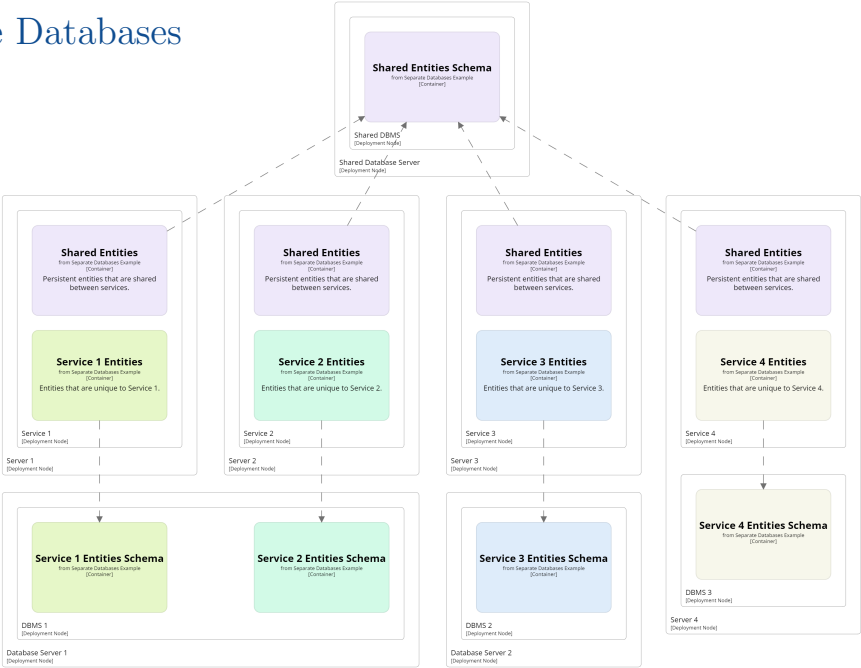 e Databases
Shared Entities Schema
from Separate Databases Example
[Container]
Shared DBMS
[Deployment Node]
Shared Database Server
[Deployment Node]
Shared Entities
from Separate Databases Example
[Container]
Persistent entities that are shared
between services.
Service 1 Entities
from Separate Databases Example
[Container]
Entities that are unique to Service 1.
Service 1
[Deployment Node]
Server 1
[Deployment Node]
Shared Entities
from Separate Databases Example
[Container]
Persistent entities that are shared
between services.
Service 2 Entities
from Separate Databases Example
[Container]
Entities that are unique to Service 2.
Service 2
[Deployment Node]
Server 2
[Deployment Node]
Shared Entities
from Separate Databases Example
[Container]
Persistent entities that are shared
between services.
Service 3 Entities
from Separate Databases Example
[Container]
Entities that are unique to Service 3.
Service 3
[Deployment Node]
Server 3
[Deployment Node]
Shared Entities
from Separate Databases Example
[Container]
Persistent entities that are shared
between services.
Service 4 Entities
from Separate Databases Example
[Container]
Entities that are unique to Service 4.
Service 4
[Deployment Node]
Service 1 Entities Schema
from Separate Databases Example
[Container]
Service 2 Entities Schema
from Separate Databases Example
[Container]
DBMS 1
[Deployment Node]
Database Server 1
[Deployment Node]
Service 3 Entities Schema
from Separate Databases Example
[Container]
DBMS 2
[Deployment Node]
Database Server 2
[Deployment Node]
Service 4 Entities Schema
from Separate Databases Example
[Container]
DBMS 3
[Deployment Node]
Server 4
[Deployment Node]